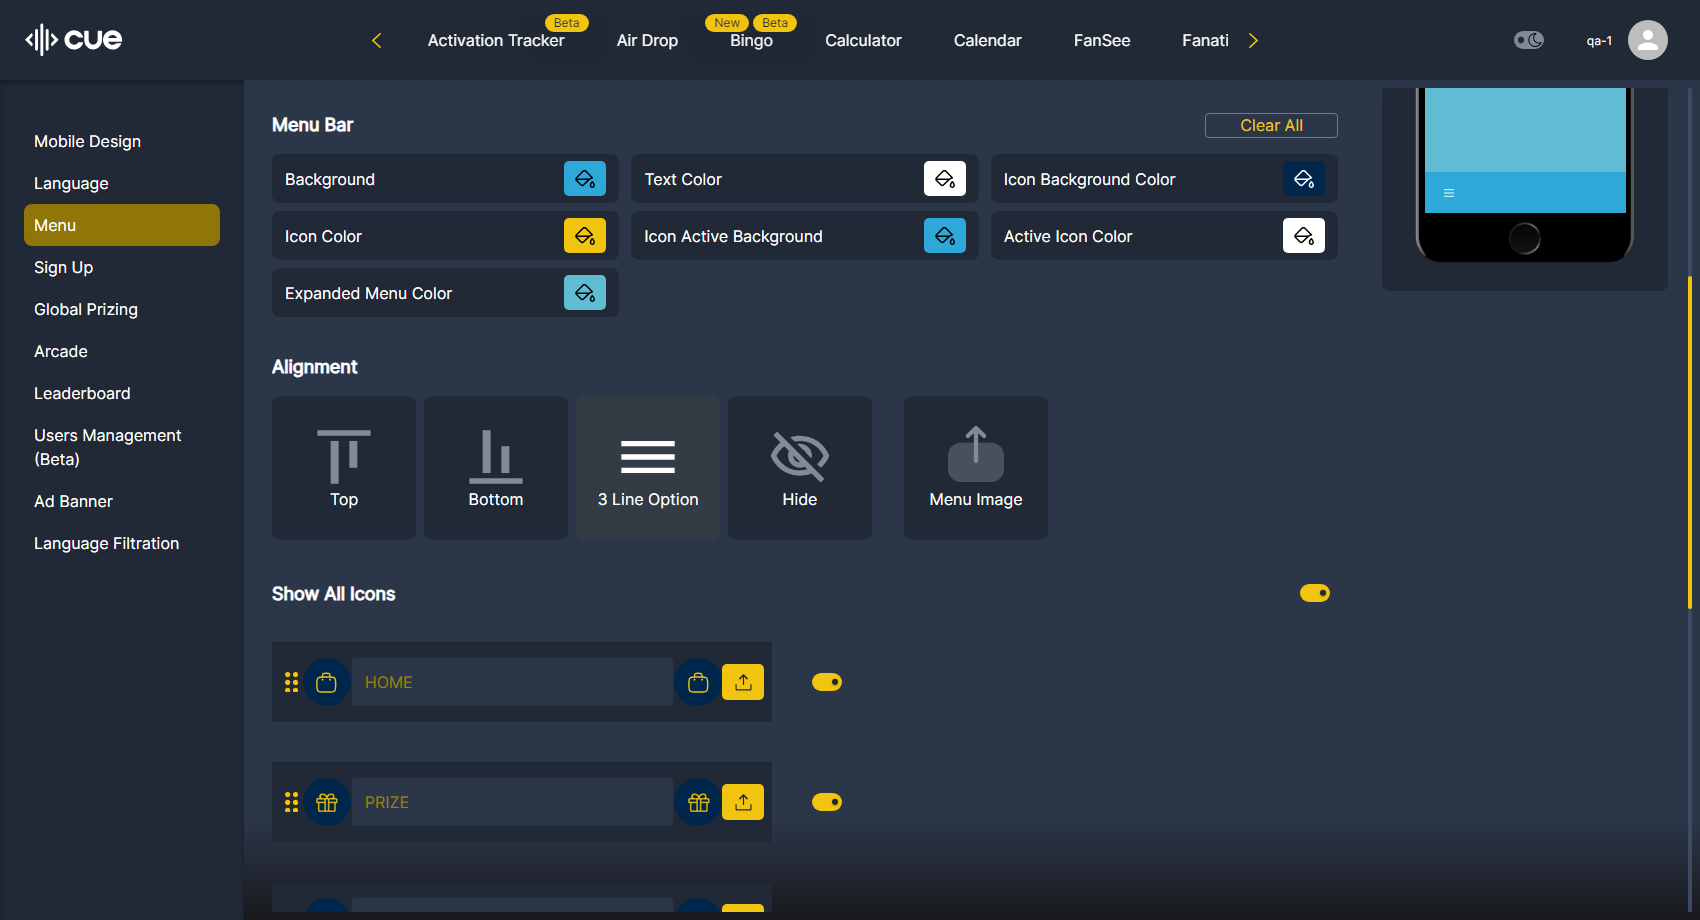 cue
Activation Tracker
Beta
Air Drop
New
Beta
Bingo
Calculator
Calendar
FanSee
Fanati
qa-1
Mobile Design
Language
Menu
Sign Up
Global Prizing
Arcade
Leaderboard
Users Management
(Beta)
Ad Banner
Language Filtration
Menu Bar
Clear All
Background
Text Color
Icon Background Color
Icon Color
Icon Active Background
Active Icon Color
Expanded Menu Color
Alignment
Top
Bottom
3 Line Option
Hide
Menu Image
Show All Icons
HOME
PRIZE